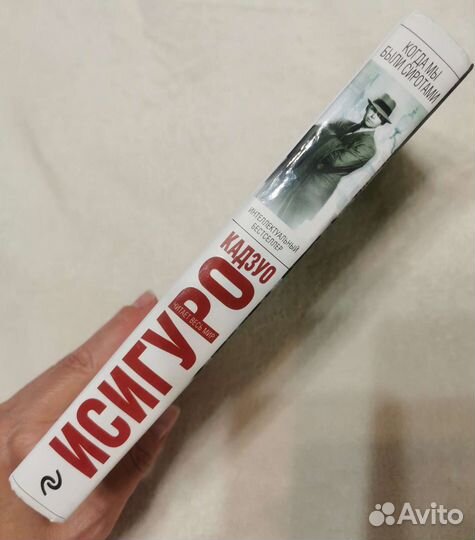 КОГДА МЫ
БЫЛИ СИРОТАМИ
ИНТЕЛЛЕКТУАЛЬНЫЙ
БЕСТСЕЛЛЕР
КАДЗУО
ИСИГУРО
ЧИТАЕТ ВЕСЬ МИР
Avito